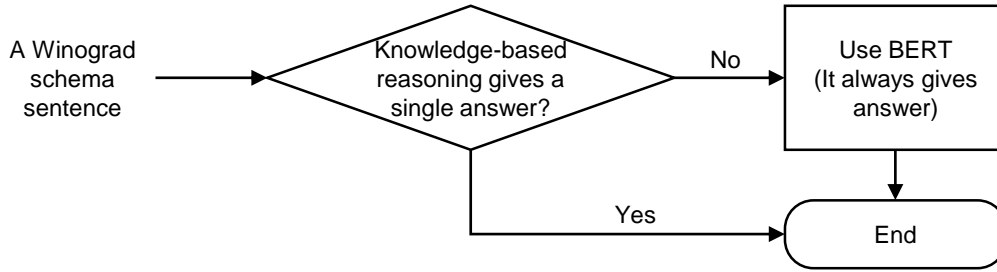 A Winograd
schema
sentence
Knowledge-based
reasoning gives a
single answer?
No
Use BERT
(It always gives
answer)
Yes
End